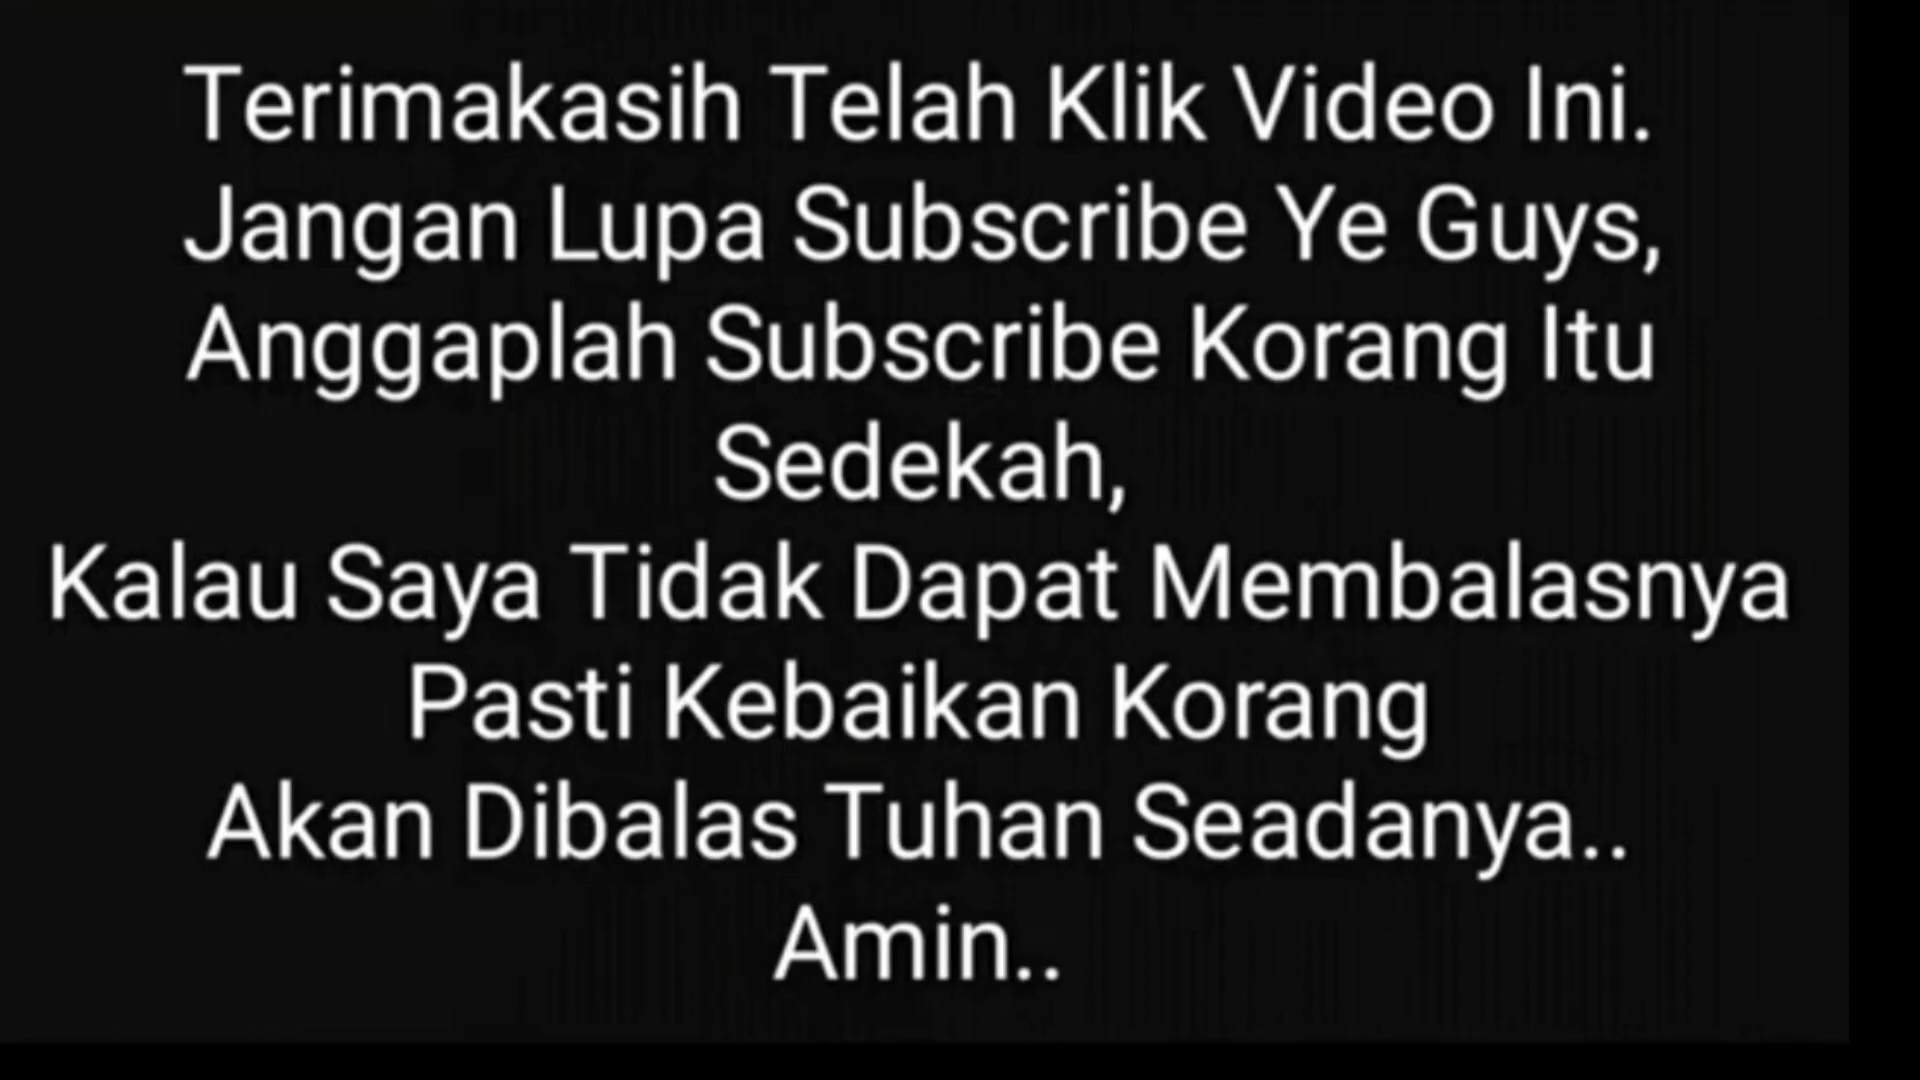 Terimakasih Telah Klik Video Ini.
Jangan Lupa Subscribe Ye Guys,
Anggaplah Subscribe Korang Itu
Sedekah,
Kalau Saya Tidak Dapat Membalasnya
Pasti Kebaikan Korang
Akan Dibalas Tuhan Seadanya..
Amin..